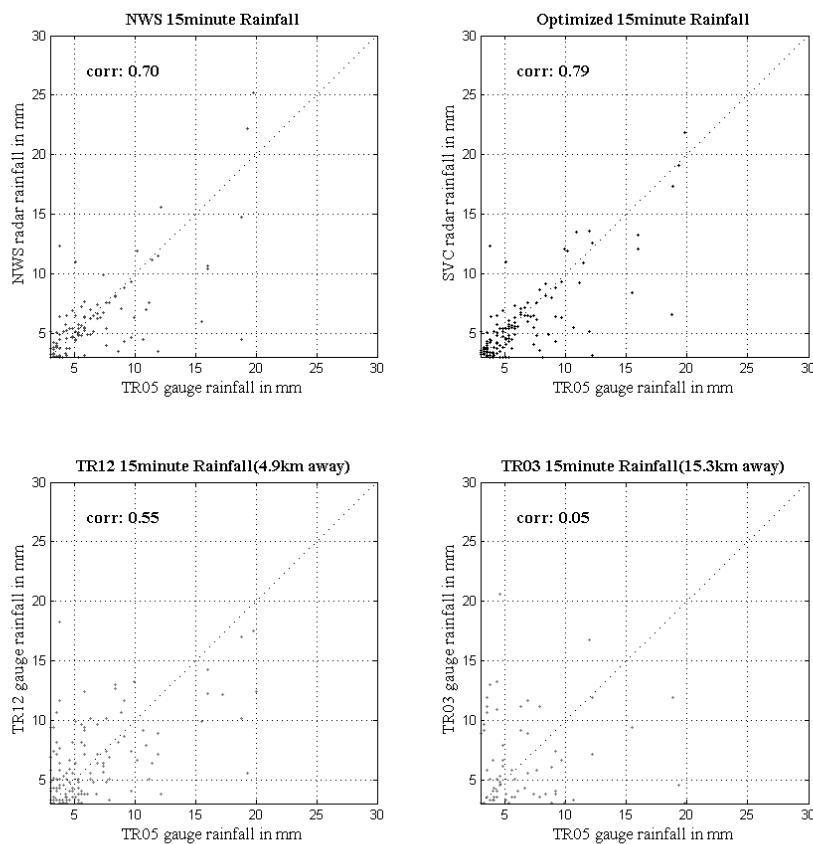 NWS 15minute Rainfall
30
25
20
15
10
5
corr: 0.70
NWS radar rainfall in mm
5 10 15 20 25 30
TR05 gauge rainfall in mm
Optimized 15minute Rainfall
30
25
20
15
10
5
corr: 0.79
SVC radar rainfall in mm
5 10 15 20 25 30
TR05 gauge rainfall in mm
TR12 15minute Rainfall(4.9km away)
30
25
20
15
10
5
corr: 0.55
TR12 gauge rainfall in mm
5 10 15 20 25 30
TR05 gauge rainfall in mm
TR03 15minute Rainfall(15.3km away)
30
25
20
15
10
5
corr: 0.05
TR03 gauge rainfall in mm
5 10 15 20 25 30
TR05 gauge rainfall in mm